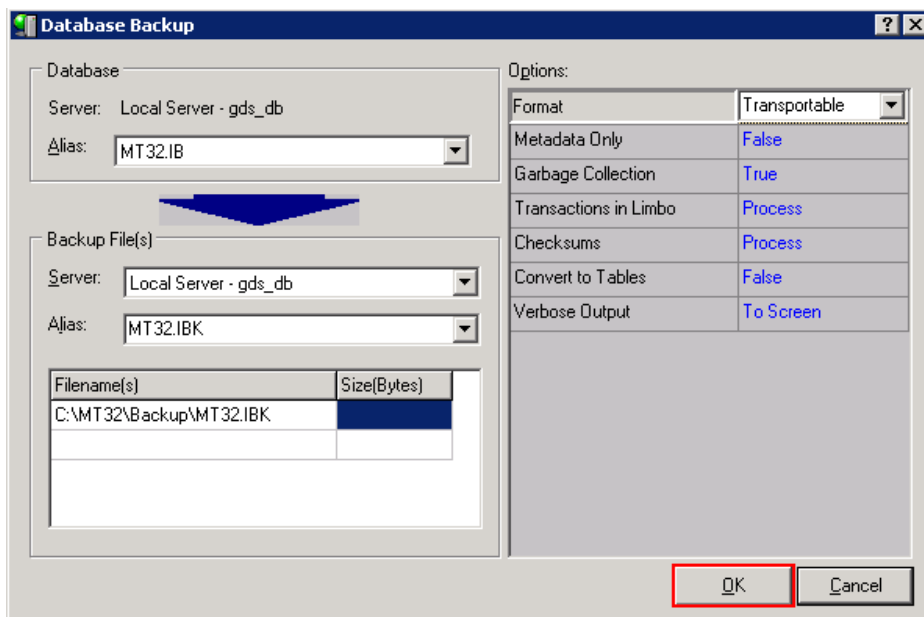 Database Backup
Database
Server: Local Server - gds_db
Alias: MT32.IB
Backup File(s)
Server: Local Server - gds_db
Alias: MT32.IBK
Filename(s) Size(Bytes)
C:\MT32\Backup\MT32.IBK
Options:
Format Transportable
Metadata Only False
Garbage Collection True
Transactions in Limbo Process
Checksums Process
Convert to Tables False
Verbose Output To Screen
OK Cancel